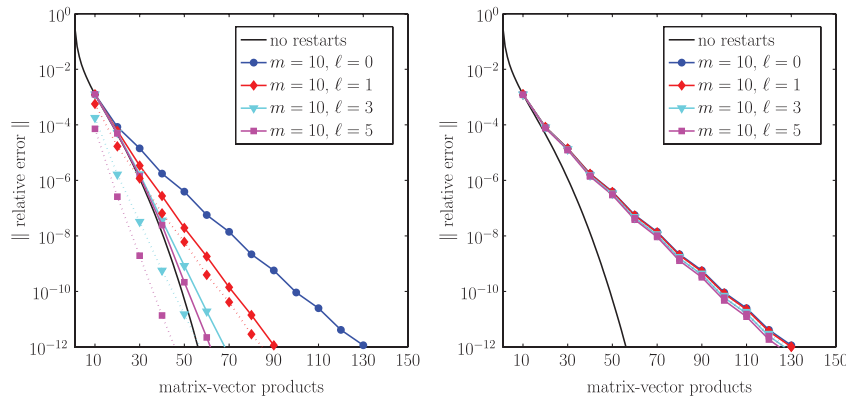 10^0
10^-2
10^-4
10^-6
10^-8
10^-10
10^-12
‖ relative error ‖
no restarts
m = 10, ℓ = 0
m = 10, ℓ = 1
m = 10, ℓ = 3
m = 10, ℓ = 5
10 30 50 70 90 110 130 150
matrix-vector products
10^0
10^-2
10^-4
10^-6
10^-8
10^-10
10^-12
‖ relative error ‖
no restarts
m = 10, ℓ = 0
m = 10, ℓ = 1
m = 10, ℓ = 3
m = 10, ℓ = 5
10 30 50 70 90 110 130 150
matrix-vector products